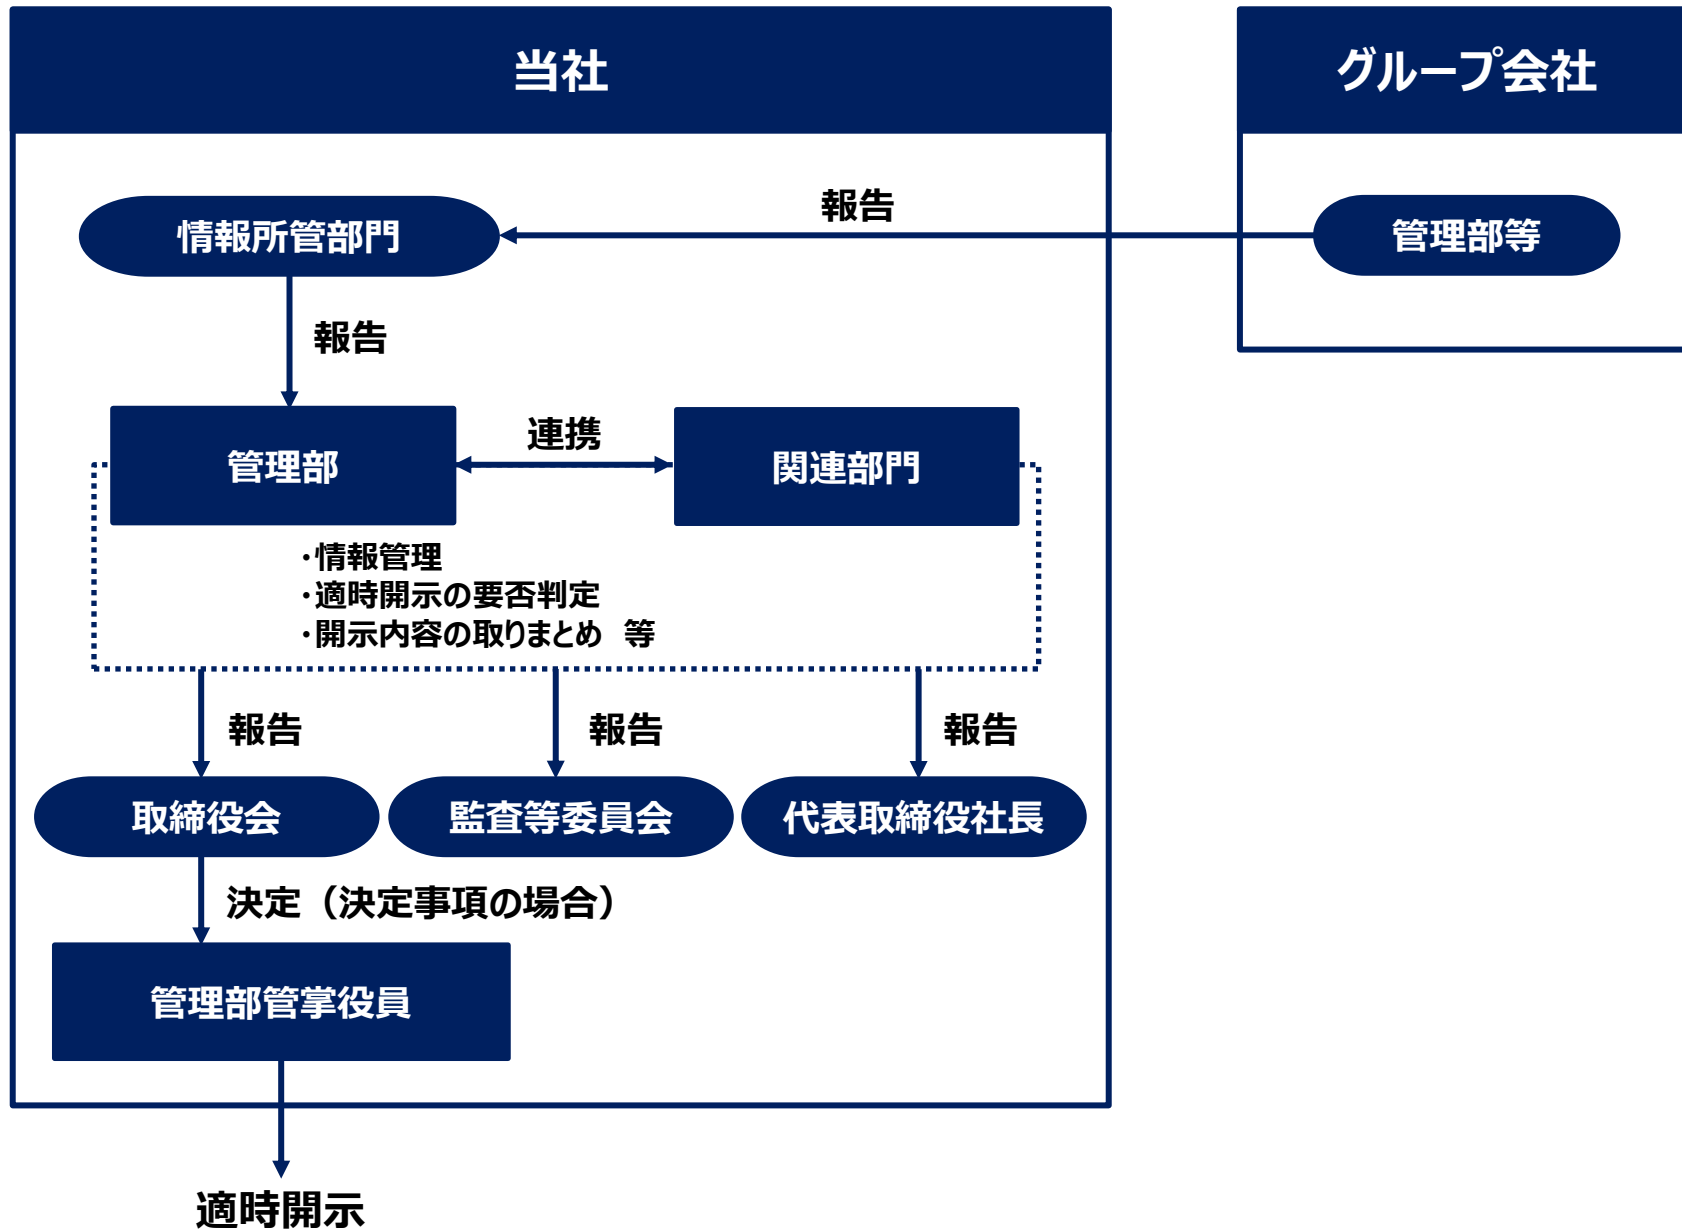 当社
グループ会社
報告
情報所管部門
管理部等
報告
連携
管理部
関連部門
・情報管理
・適時開示の要否判定
・開示内容の取りまとめ 等
報告
報告
報告
取締役会
監査等委員会
代表取締役社長
決定（決定事項の場合）
管理部管掌役員
適時開示